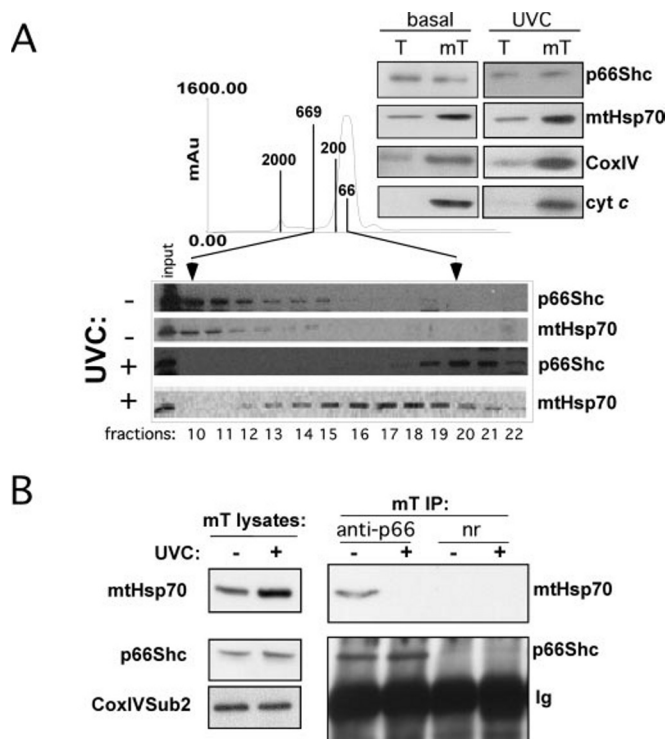 A
basal UVC
T mT T mT
p66Shc
mtHsp70
CoxIV
cyt c
1600.00
mAu
0.00
2000
669
200
66
input
UVC:
- p66Shc
- mtHsp70
+ p66Shc
+ mtHsp70
fractions: 10 11 12 13 14 15 16 17 18 19 20 21 22
B
mT lysates:
mT IP:
anti-p66 nr
UVC: - + - + - +
mtHsp70 mtHsp70
p66Shc p66Shc
CoxIVSub2 Ig